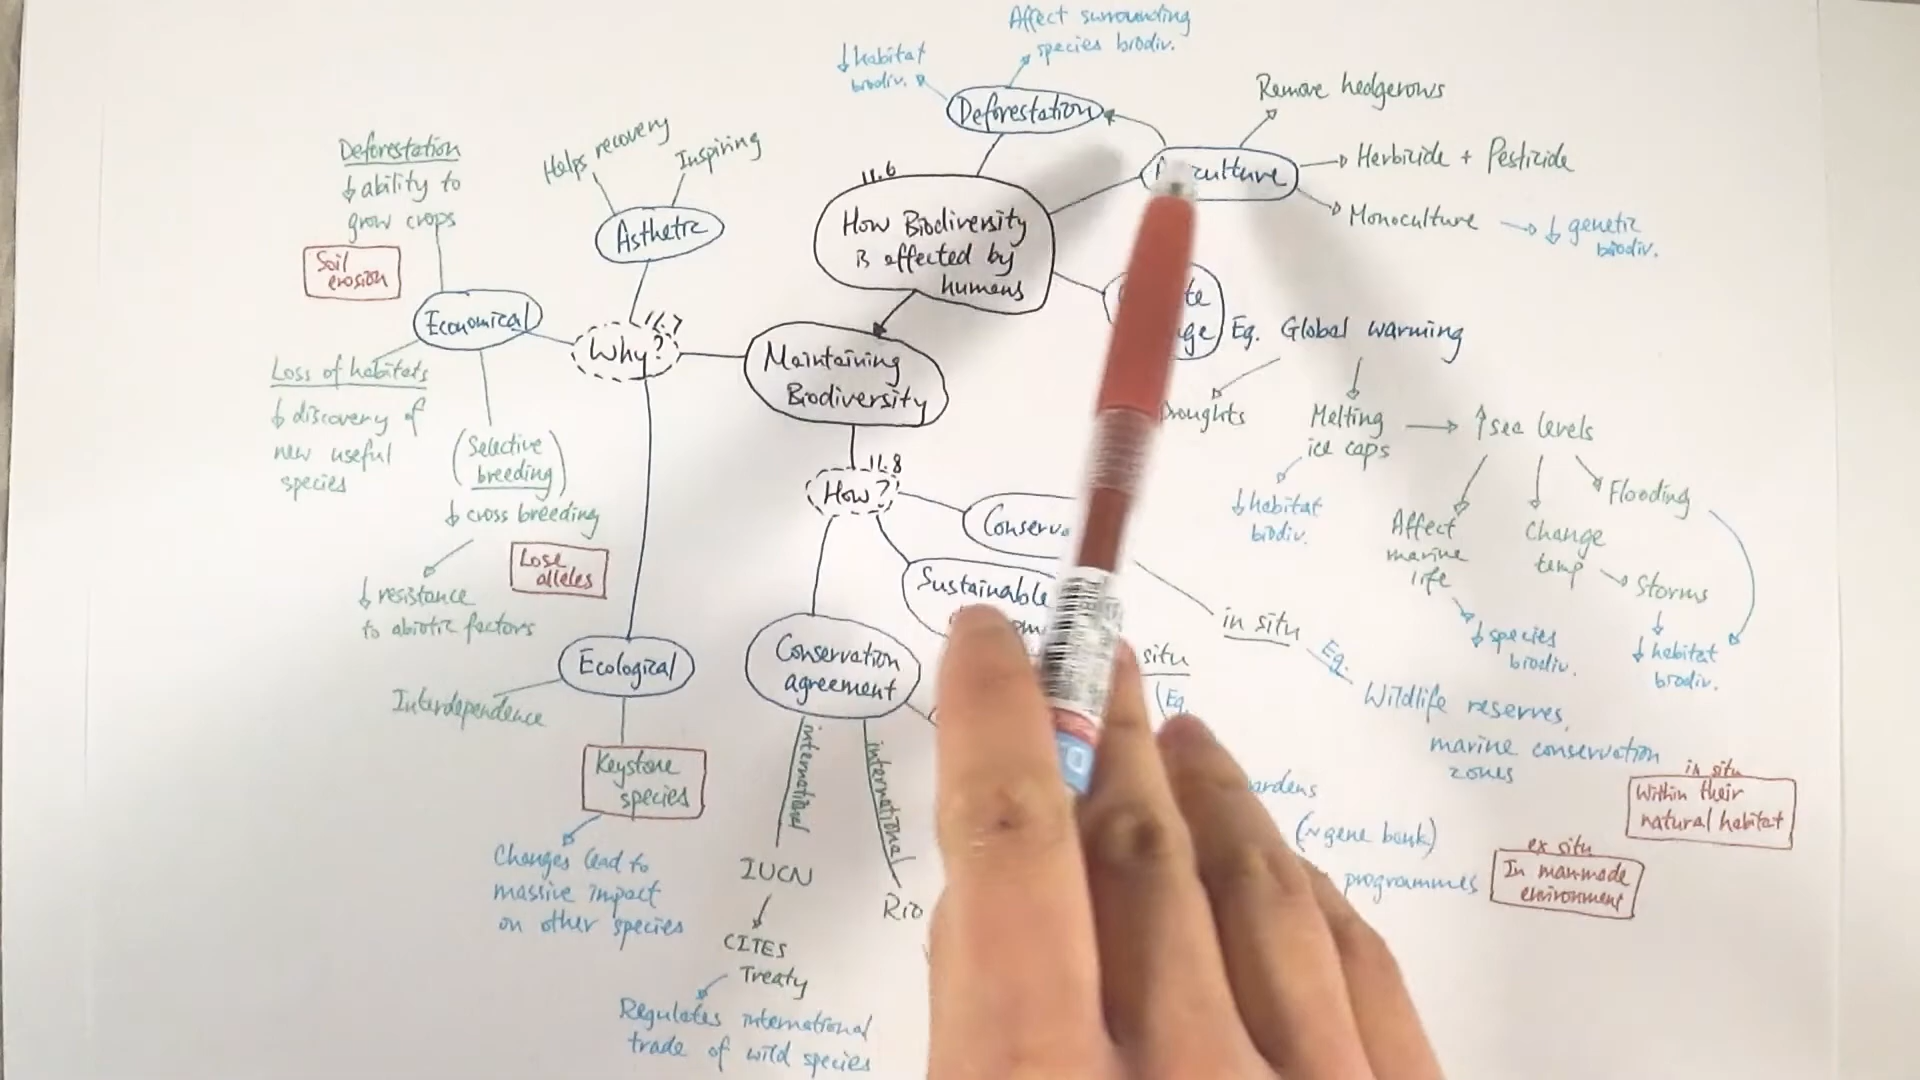 Affect surrounding
species biodiv.
↓ habitat
biodiv.
Deforestation
Remove hedgerows
Herbicide + Pesticide
Monoculture → ↓ genetic
biodiv.
11.6
How Biodiversity
is affected by
humans
Eg. Global warming
Droughts
Melting
ice caps
↓ habitat
biodiv.
↑ sea levels
Affect
marine
life
↓ species
biodiv.
Change
temp
Storms
Flooding
↓ habitat
biodiv.
Maintaining
Biodiversity
11.7
Why?
Asthetic
Helps recovery
Inspiring
Economical
Deforestation
↓ ability to
grow crops
Soil
erosion
Loss of habitats
↓ discovery of
new useful
species
(Selective
breeding)
↓ cross breeding
Lose
alleles
↓ resistance
to abiotic factors
Ecological
Interdependence
Keystone
species
Changes lead to
massive impact
on other species
11.8
How?
Sustainable
Conservation
agreement
international
IUCN
CITES
Treaty
Regulates international
trade of wild species
international
Rio
in situ
Eg.
Wildlife reserves,
marine conservation
zones
in situ
Within their
natural habitat
situ
(Eg.
(~ gene bank)
programmes
ex situ
In man-made
environment